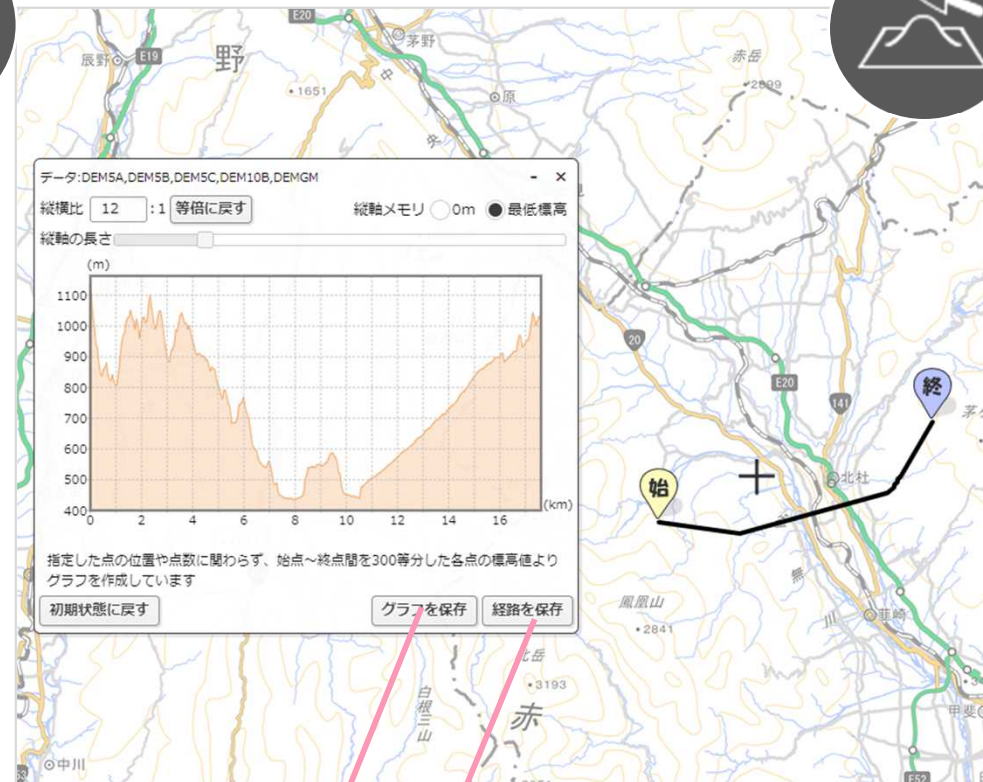 E20
茅野
辰野
E19
野
赤岳
・2899
中
・1651
原
央
データ:DEM5A,DEM5B,DEM5C,DEM10B,DEMGM
- ×
縦横比 12 :1 等倍に戻す 縦軸メモリ 0m 最低標高
縦軸の長さ
(m)
1100
1000
900
800
700
600
500
400
0 2 4 6 8 10 12 14 16 (km)
指定した点の位置や点数に関わらず、始点～終点間を300等分した各点の標高値より
グラフを作成しています
初期状態に戻す グラフを保存 経路を保存
20
E20
141
終
茅
始
北杜
無
川
鳳凰山
・2841
韮崎
北岳
・3193
白根三山
赤
甲斐
中川
E52